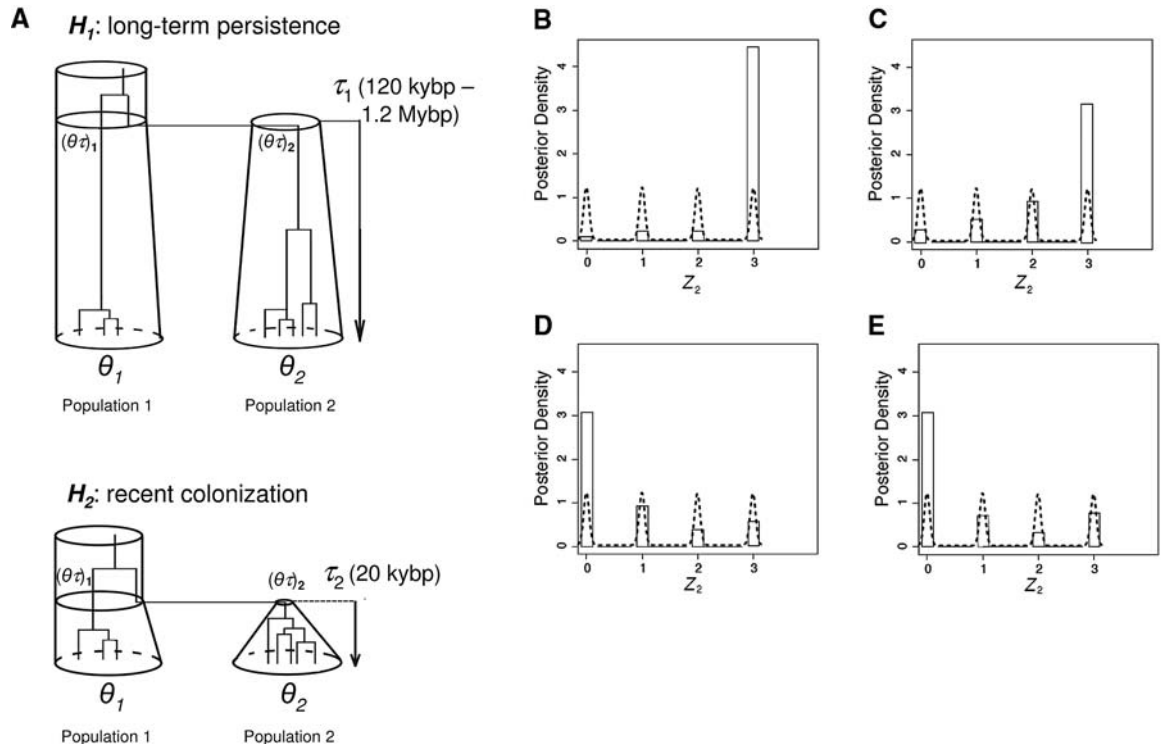 A
H1: long-term persistence
τ1 (120 kybp –
1.2 Mybp)
(θτ)1
(θτ)2
θ1
θ2
Population 1
Population 2
H2: recent colonization
(θτ)1
(θτ)2
τ2 (20 kybp)
θ1
θ2
Population 1
Population 2
B
Posterior Density
4
3
2
1
0
0 1 2 3
Z2
C
Posterior Density
4
3
2
1
0
0 1 2 3
Z2
D
Posterior Density
4
3
2
1
0
0 1 2 3
Z2
E
Posterior Density
4
3
2
1
0
0 1 2 3
Z2